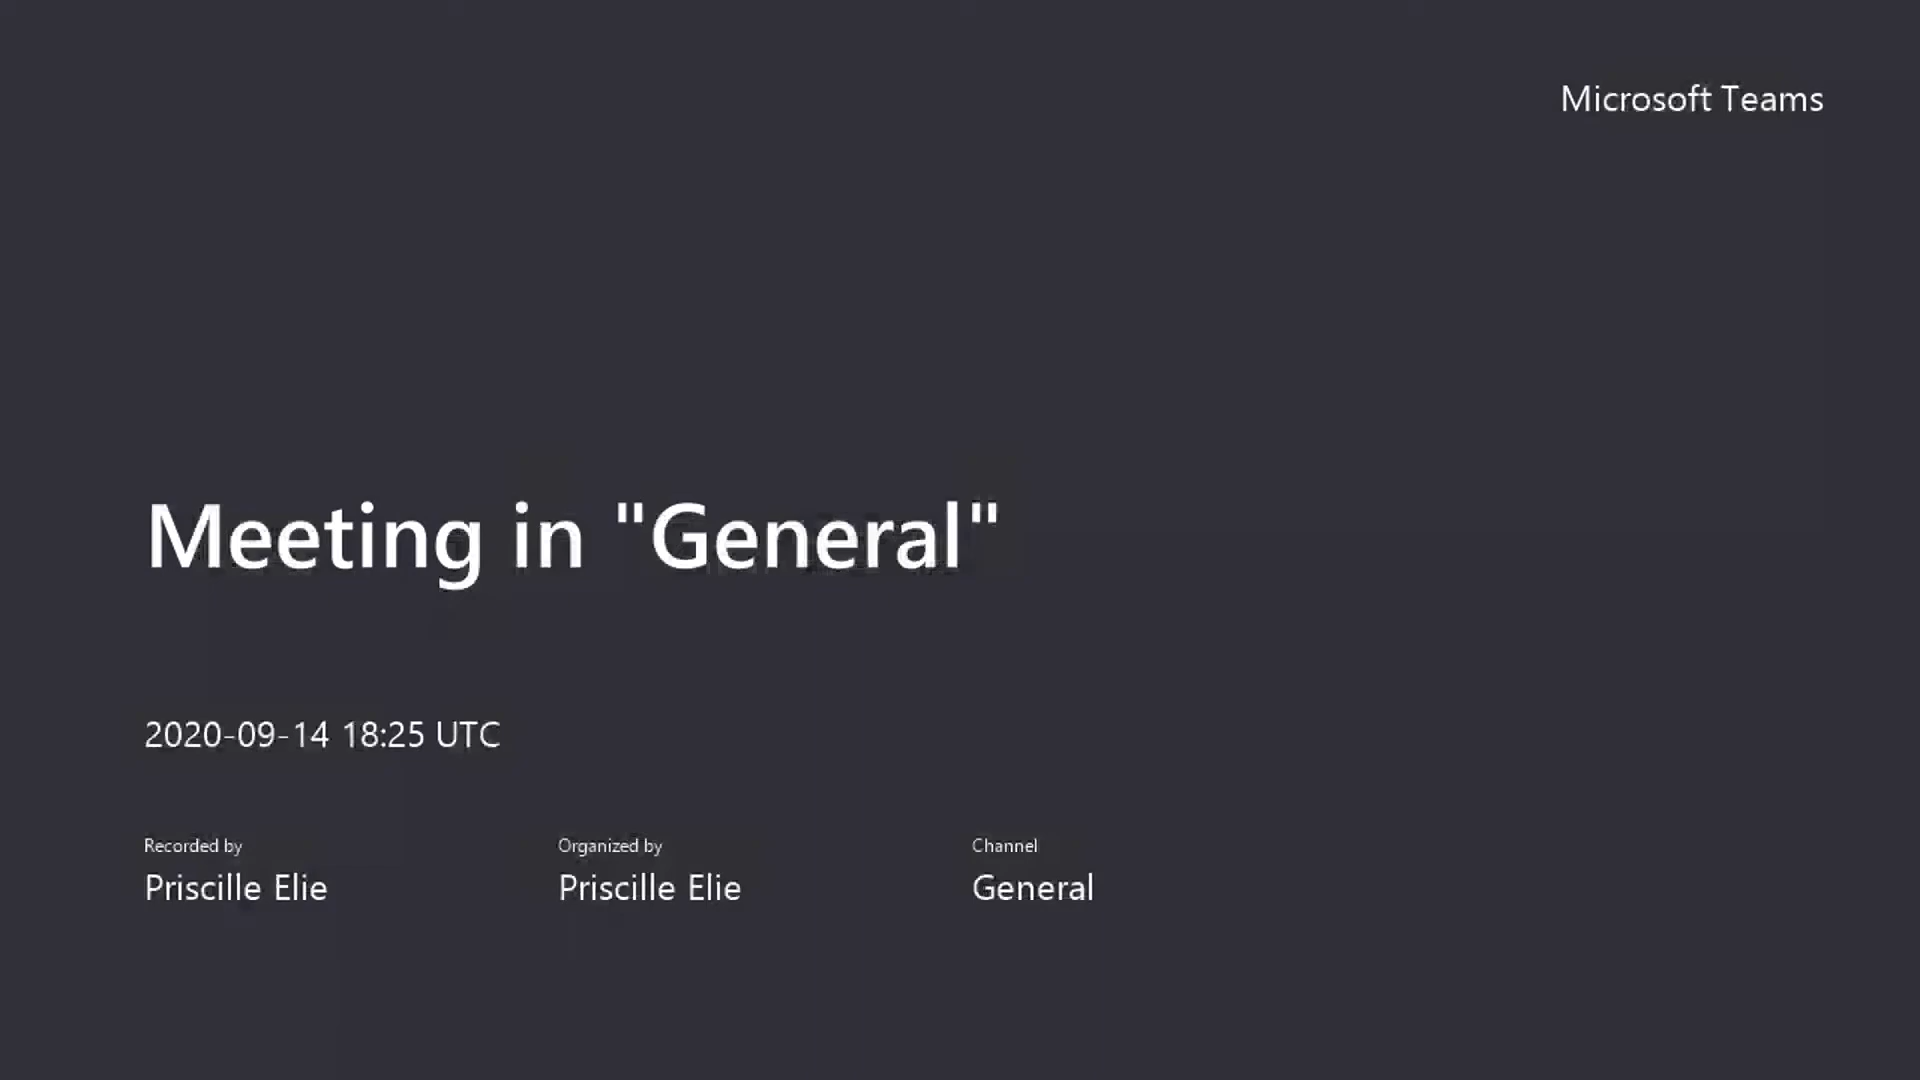 Microsoft Teams
Meeting in "General"
2020-09-14 18:25 UTC
Recorded by
Priscille Elie
Organized by
Priscille Elie
Channel
General